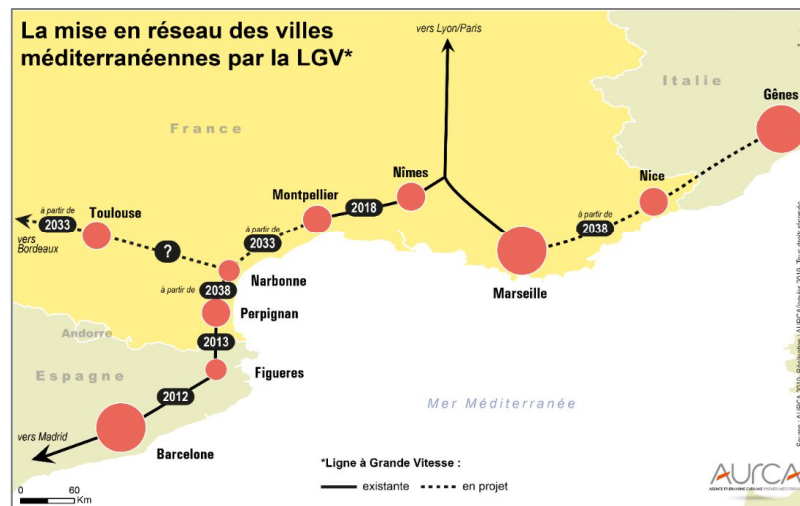 La mise en réseau des villes
méditerranéennes par la LGV*
vers Lyon/Paris
Italie
Gênes
France
Nice
Nîmes
Montpellier
2018
à partir de
2033
Toulouse
vers
Bordeaux
?
à partir de
2033
à partir de
2038
Narbonne
Marseille
à partir de
2038
Perpignan
Andorre
2013
Espagne
Figueres
2012
Mer Méditerranée
vers Madrid
Barcelone
*Ligne à Grande Vitesse :
existante
en projet
0 60
Km
AURCA